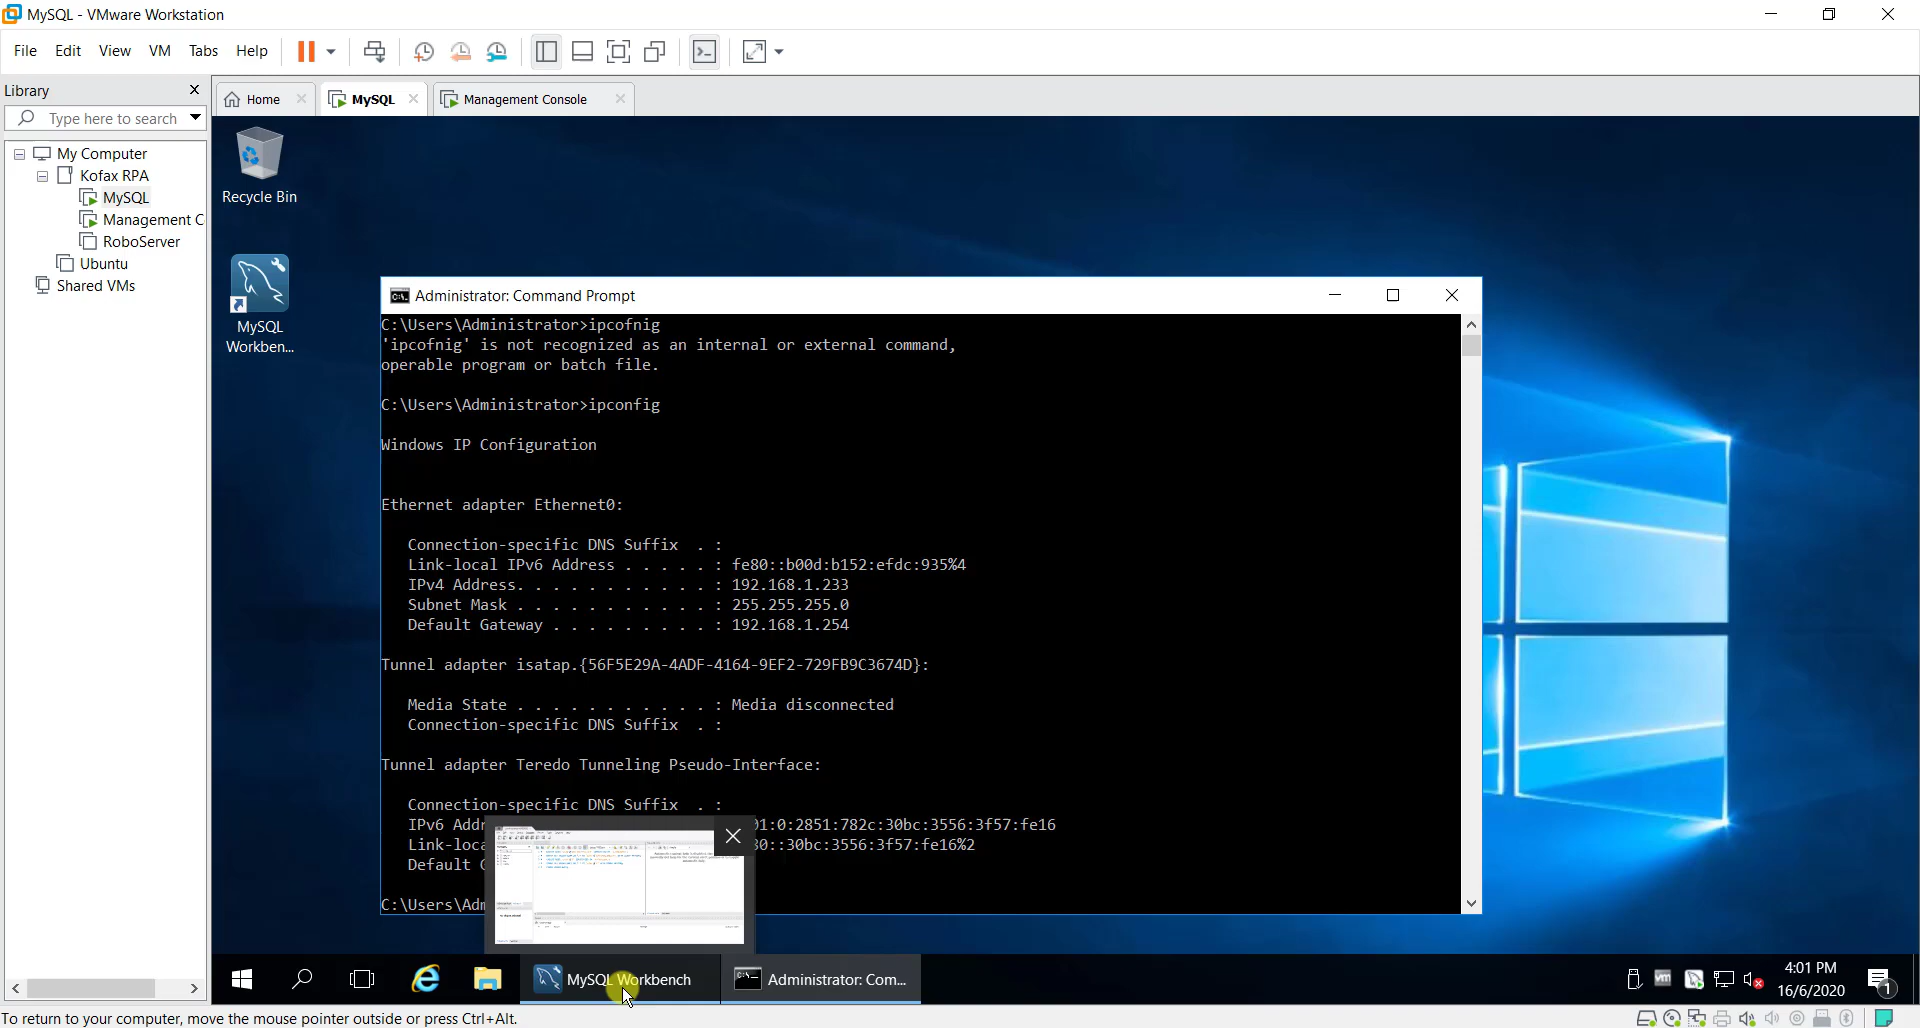 MySQL - VMware Workstation
File Edit View VM Tabs Help
Library
Type here to search
Home
MySQL
Management Console
My Computer
Kofax RPA
MySQL
Management C
RoboServer
Ubuntu
Shared VMs
Recycle Bin
MySQL
Workben...
Administrator: Command Prompt
C:\Users\Administrator>ipcofnig
'ipcofnig' is not recognized as an internal or external command,
operable program or batch file.
C:\Users\Administrator>ipconfig
Windows IP Configuration
Ethernet adapter Ethernet0:
Connection-specific DNS Suffix . :
Link-local IPv6 Address . . . . . : fe80::b00d:b152:efdc:935%4
IPv4 Address. . . . . . . . . . . : 192.168.1.233
Subnet Mask . . . . . . . . . . . : 255.255.255.0
Default Gateway . . . . . . . . . : 192.168.1.254
Tunnel adapter isatap.{56F5E29A-4ADF-4164-9EF2-729FB9C3674D}:
Media State . . . . . . . . . . . : Media disconnected
Connection-specific DNS Suffix . :
Tunnel adapter Teredo Tunneling Pseudo-Interface:
Connection-specific DNS Suffix . :
IPv6 Addr 01:0:2851:782c:30bc:3556:3f57:fe16
Link-loca 80::30bc:3556:3f57:fe16%2
Default G
C:\Users\Adm
MySQL Workbench
Administrator: Com...
4:01 PM
16/6/2020
1
To return to your computer, move the mouse pointer outside or press Ctrl+Alt.